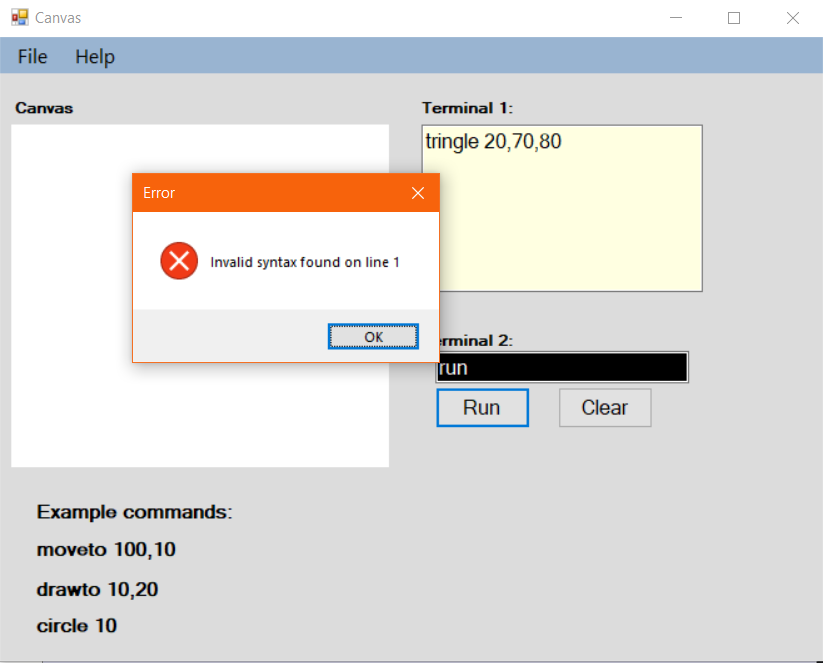 Canvas
File Help
Canvas
Terminal 1:
tringle 20,70,80
Error
Invalid syntax found on line 1
OK
rminal 2:
run
Run
Clear
Example commands:
moveto 100,10
drawto 10,20
circle 10